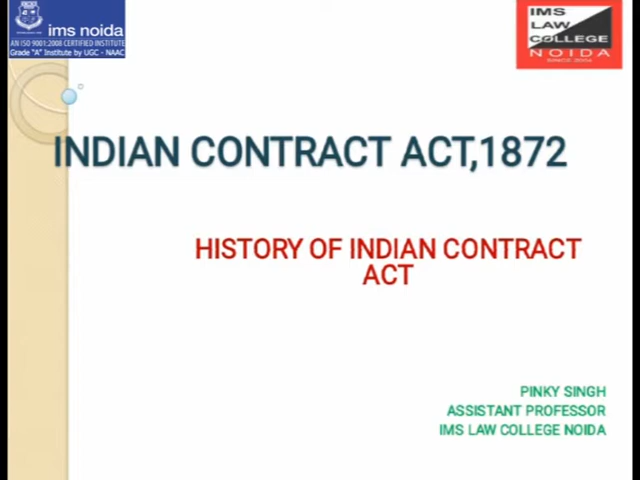 ims noida
AN ISO 9001:2008 CERTIFIED INSTITUTE
Grade "A" Institute by UGC - NAAC
IMS
LAW
COLLEGE
NOIDA
INDIAN CONTRACT ACT,1872
HISTORY OF INDIAN CONTRACT
ACT
PINKY SINGH
ASSISTANT PROFESSOR
IMS LAW COLLEGE NOIDA